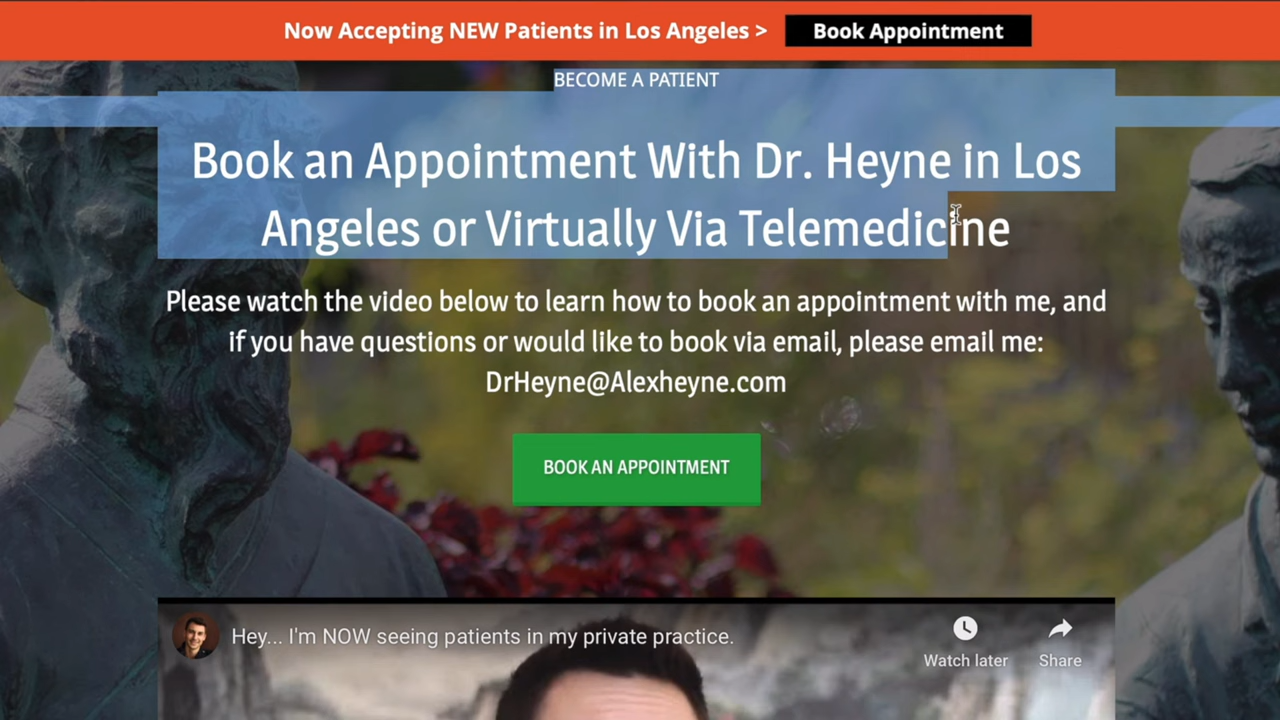 Now Accepting NEW Patients in Los Angeles > Book Appointment
BECOME A PATIENT
Book an Appointment With Dr. Heyne in Los
Angeles or Virtually Via Telemedicine
Please watch the video below to learn how to book an appointment with me, and
if you have questions or would like to book via email, please email me:
DrHeyne@Alexheyne.com
BOOK AN APPOINTMENT
Hey... I'm NOW seeing patients in my private practice.
Watch later
Share